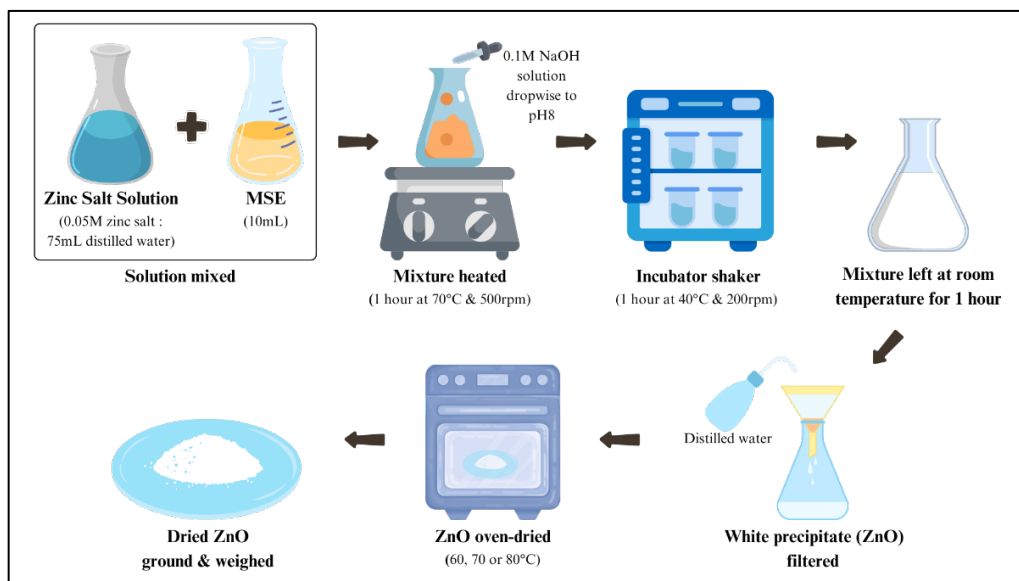 Zinc Salt Solution
(0.05M zinc salt :
75mL distilled water)
MSE
(10mL)
Solution mixed
0.1M NaOH
solution
dropwise to
pH8
Mixture heated
(1 hour at 70°C & 500rpm)
Incubator shaker
(1 hour at 40°C & 200rpm)
Mixture left at room
temperature for 1 hour
Distilled water
White precipitate (ZnO)
filtered
ZnO oven-dried
(60, 70 or 80°C)
Dried ZnO
ground & weighed